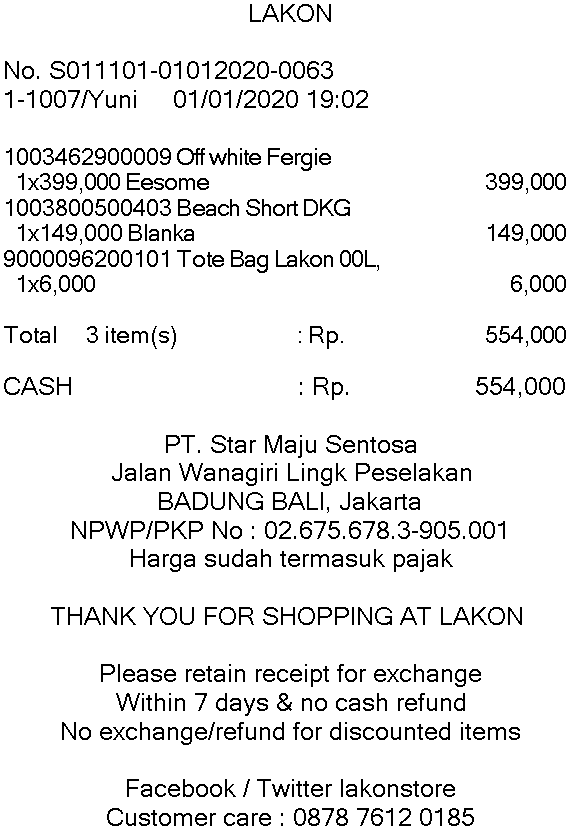 LAKON
No. S011101-01012020-0063
1-1007/Yuni 01/01/2020 19:02
1003462900009 Off white Fergie
1x399,000 Eesome 399,000
1003800500403 Beach Short DKG
1x149,000 Blanka 149,000
9000096200101 Tote Bag Lakon 00L,
1x6,000 6,000
Total 3 item(s) : Rp. 554,000
CASH : Rp. 554,000
PT. Star Maju Sentosa
Jalan Wanagiri Lingk Peselakan
BADUNG BALI, Jakarta
NPWP/PKP No : 02.675.678.3-905.001
Harga sudah termasuk pajak
THANK YOU FOR SHOPPING AT LAKON
Please retain receipt for exchange
Within 7 days & no cash refund
No exchange/refund for discounted items
Facebook / Twitter lakonstore
Customer care : 0878 7612 0185